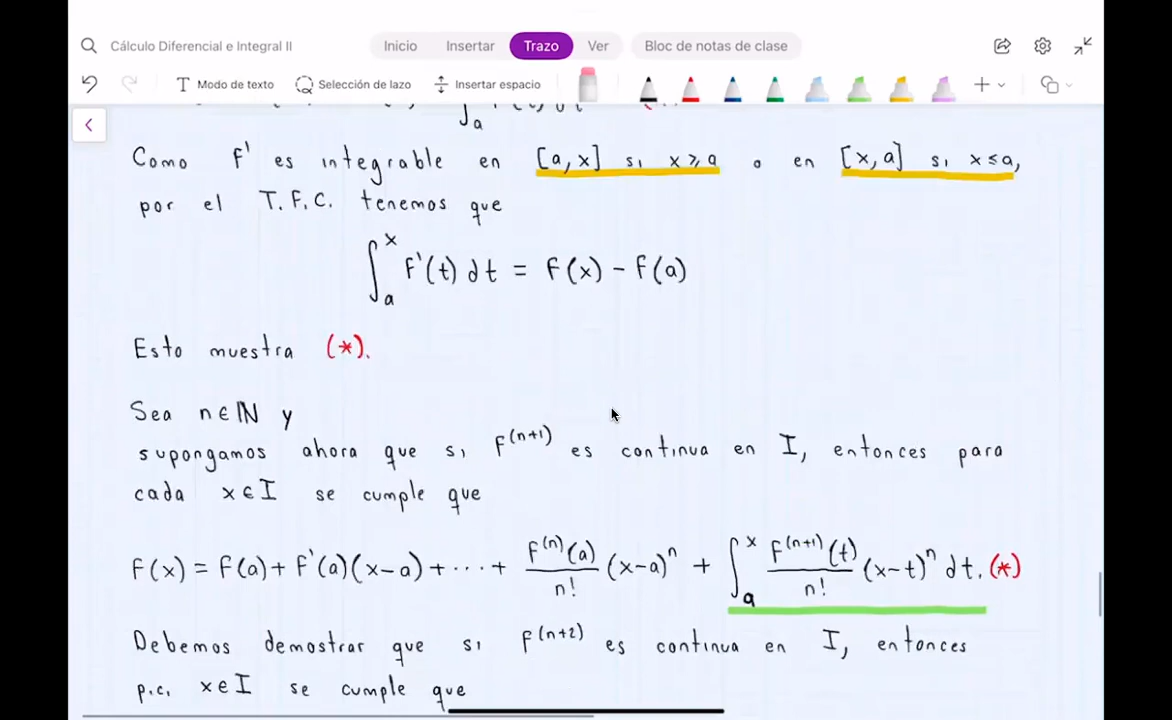 Cálculo Diferencial e Integral II
Inicio Insertar Trazo Ver Bloc de notas de clase
Modo de texto Selección de lazo Insertar espacio
Como f' es integrable en [a,x] si x ≥ a o en [x,a] si x ≤ a,
por el T.F.C. tenemos que
∫_a^x f'(t) dt = f(x) - f(a)
Esto muestra (*).
Sea n ∈ ℕ y
supongamos ahora que si f^(n+1) es continua en I, entonces para
cada x ∈ I se cumple que
f(x) = f(a) + f'(a)(x-a) + ··· + f^(n)(a)/n! (x-a)^n + ∫_a^x f^(n+1)(t)/n! (x-t)^n dt. (*)
Debemos demostrar que si f^(n+2) es continua en I, entonces
p.c. x ∈ I se cumple que